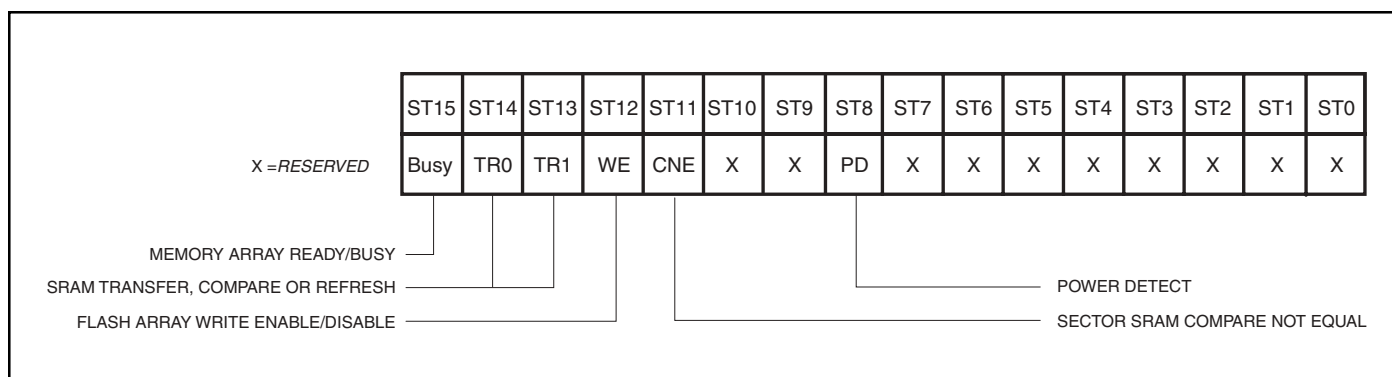 ST15 ST14 ST13 ST12 ST11 ST10 ST9 ST8 ST7 ST6 ST5 ST4 ST3 ST2 ST1 ST0
X =RESERVED Busy TR0 TR1 WE CNE X X PD X X X X X X X X
MEMORY ARRAY READY/BUSY
SRAM TRANSFER, COMPARE OR REFRESH POWER DETECT
FLASH ARRAY WRITE ENABLE/DISABLE SECTOR SRAM COMPARE NOT EQUAL